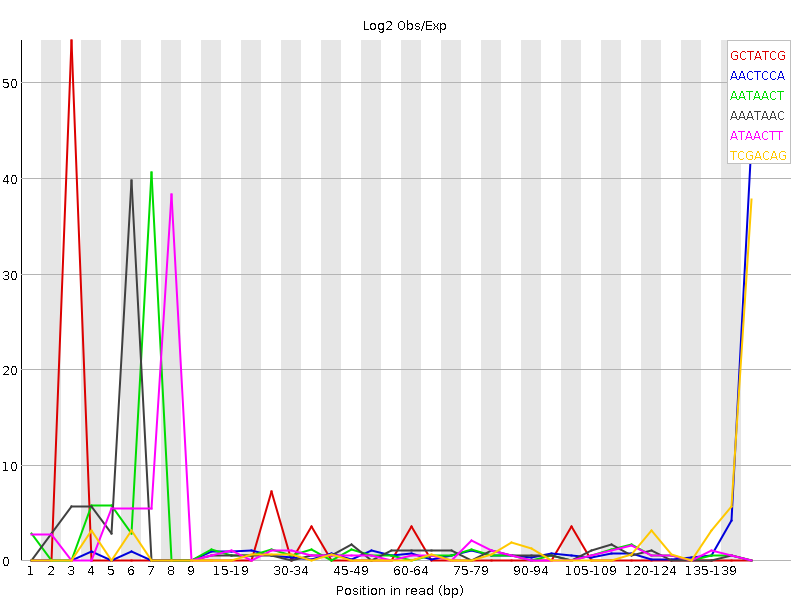 Log2 Obs/Exp
GCTATCG
AACTCCA
AATAACT
AAATAAC
ATAACTT
TCGACAG
50
40
30
20
10
0
1 2 3 4 5 6 7 8 9 15-19 30-34 45-49 60-64 75-79 90-94 105-109 120-124 135-139
Position in read (bp)